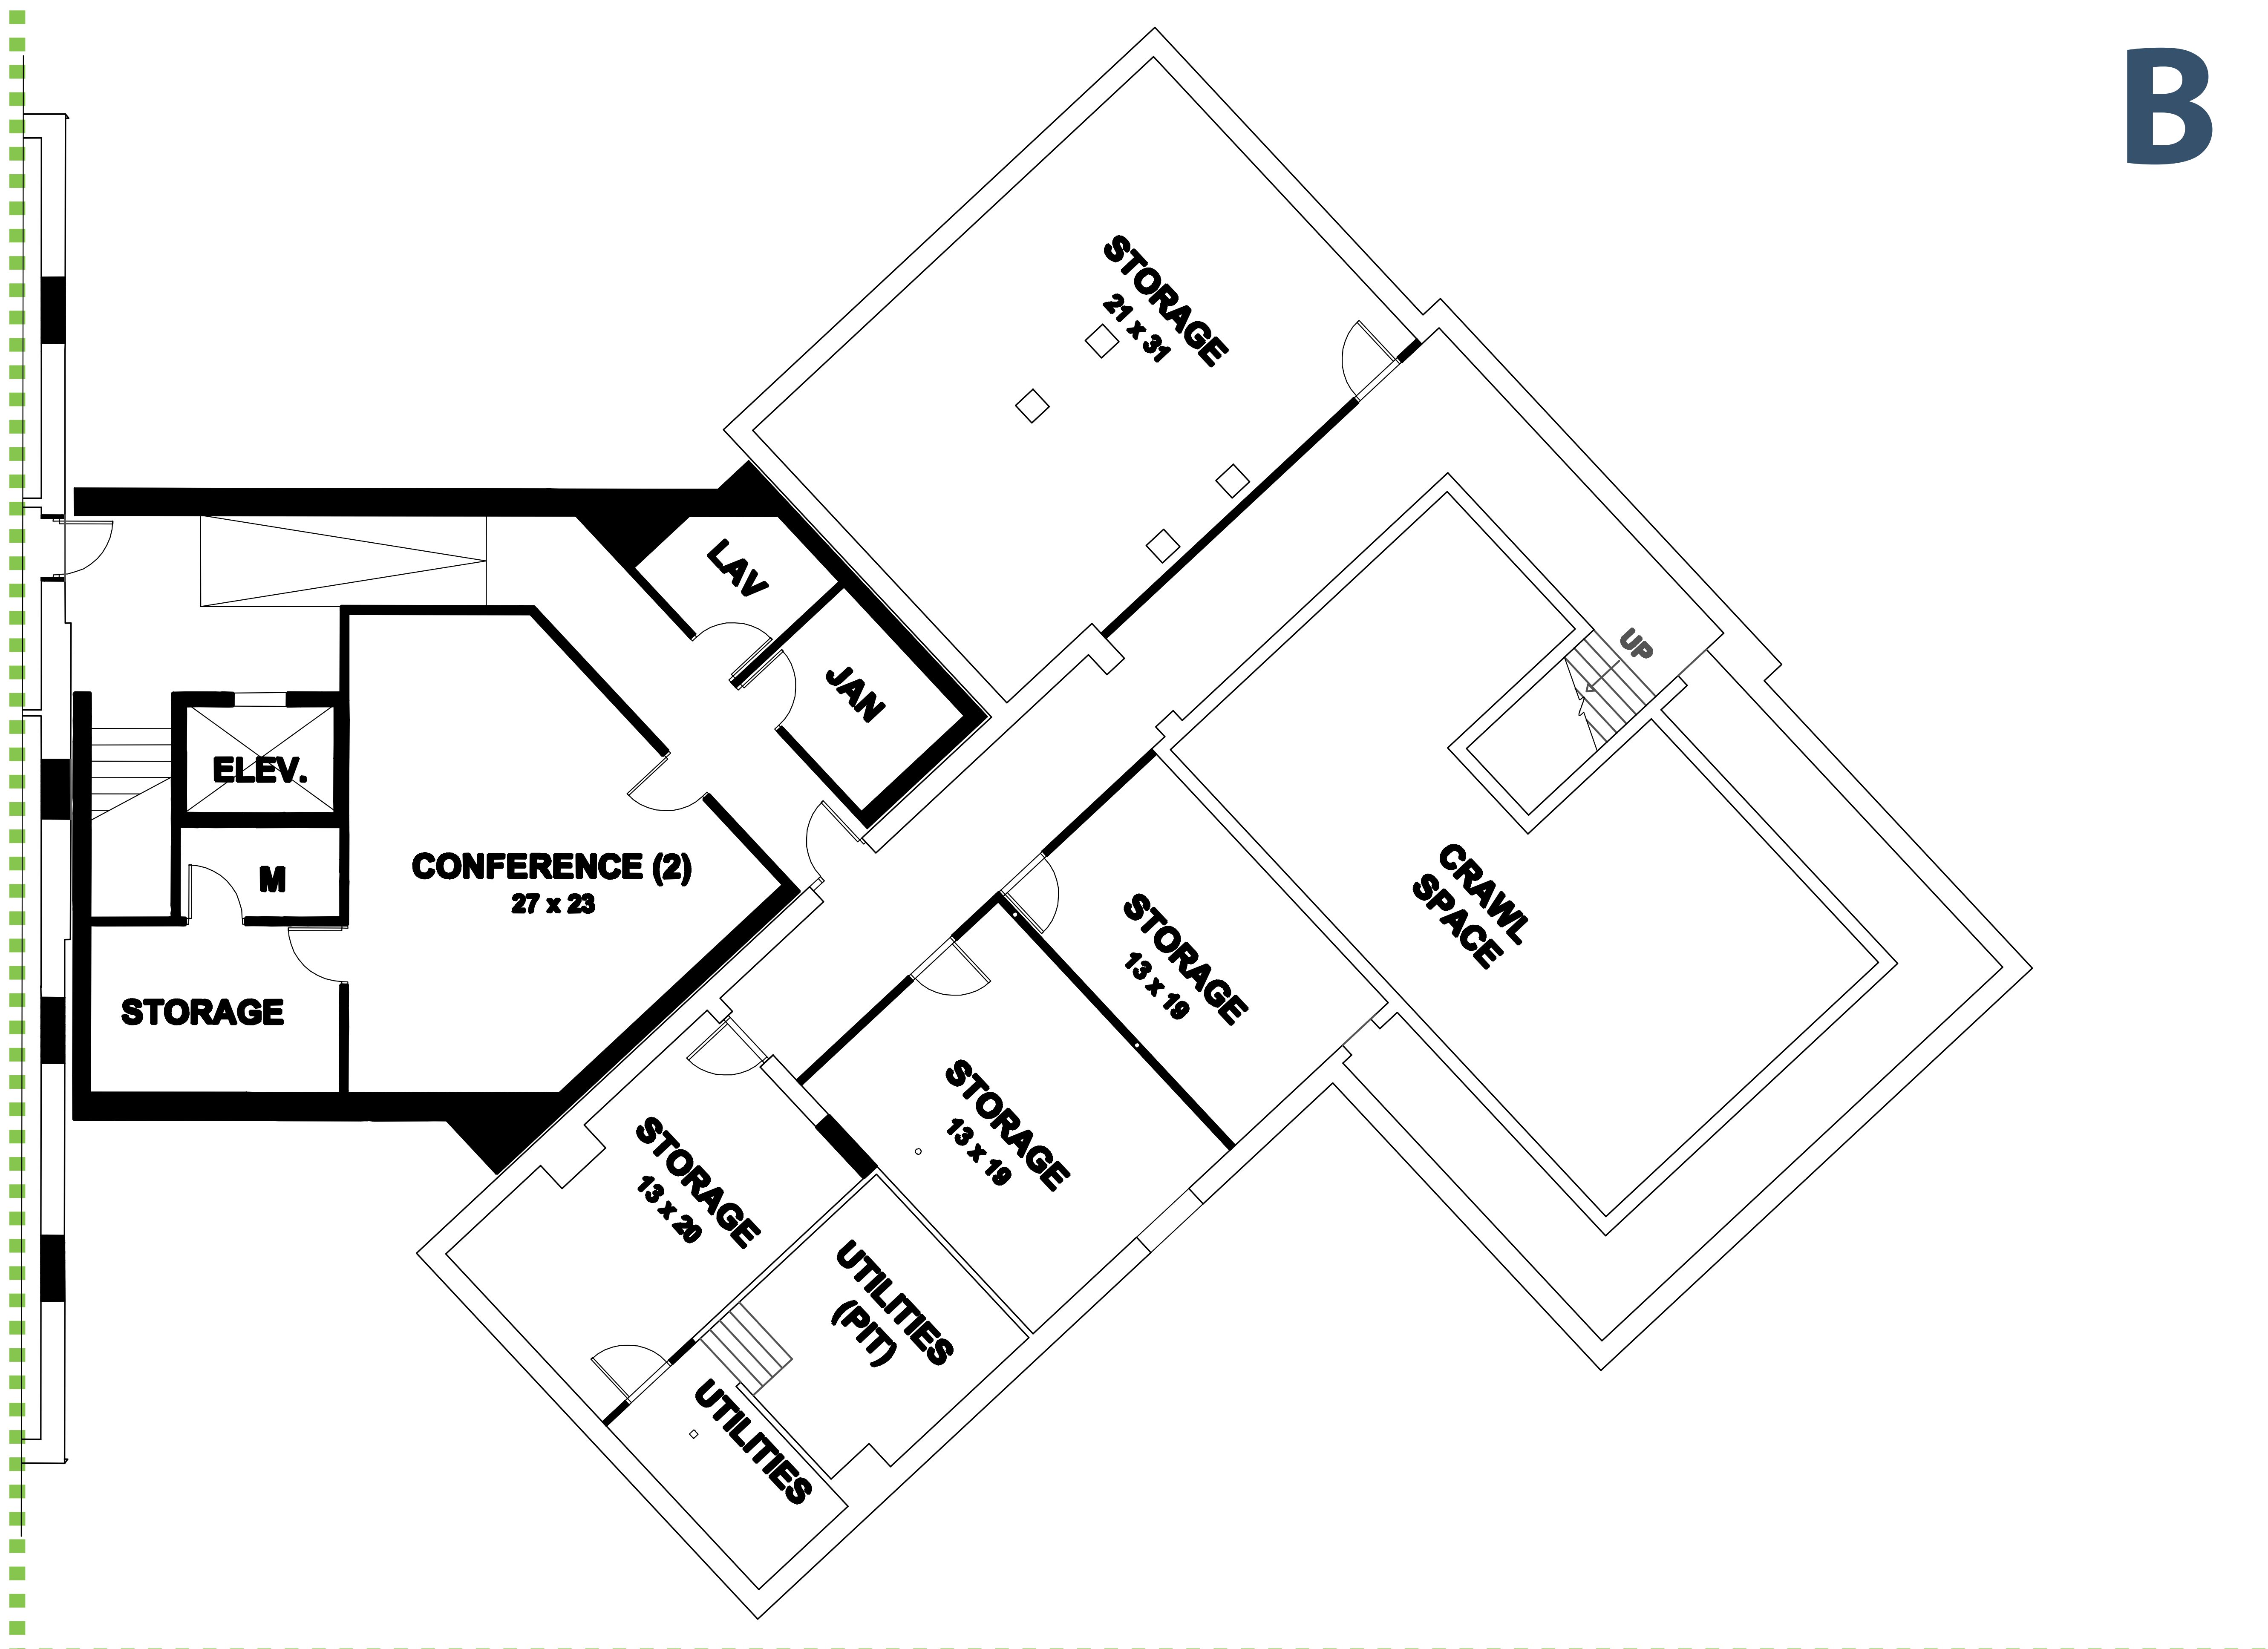 B
STORAGE
21 x 31
LAV
UP
JAN
ELEV.
CONFERENCE (2)
27 x 23
M
CRAWL
SPACE
STORAGE
13 x 19
STORAGE
STORAGE
13 x 19
STORAGE
13 x 20
UTILITIES
(PIT)
UTILITIES